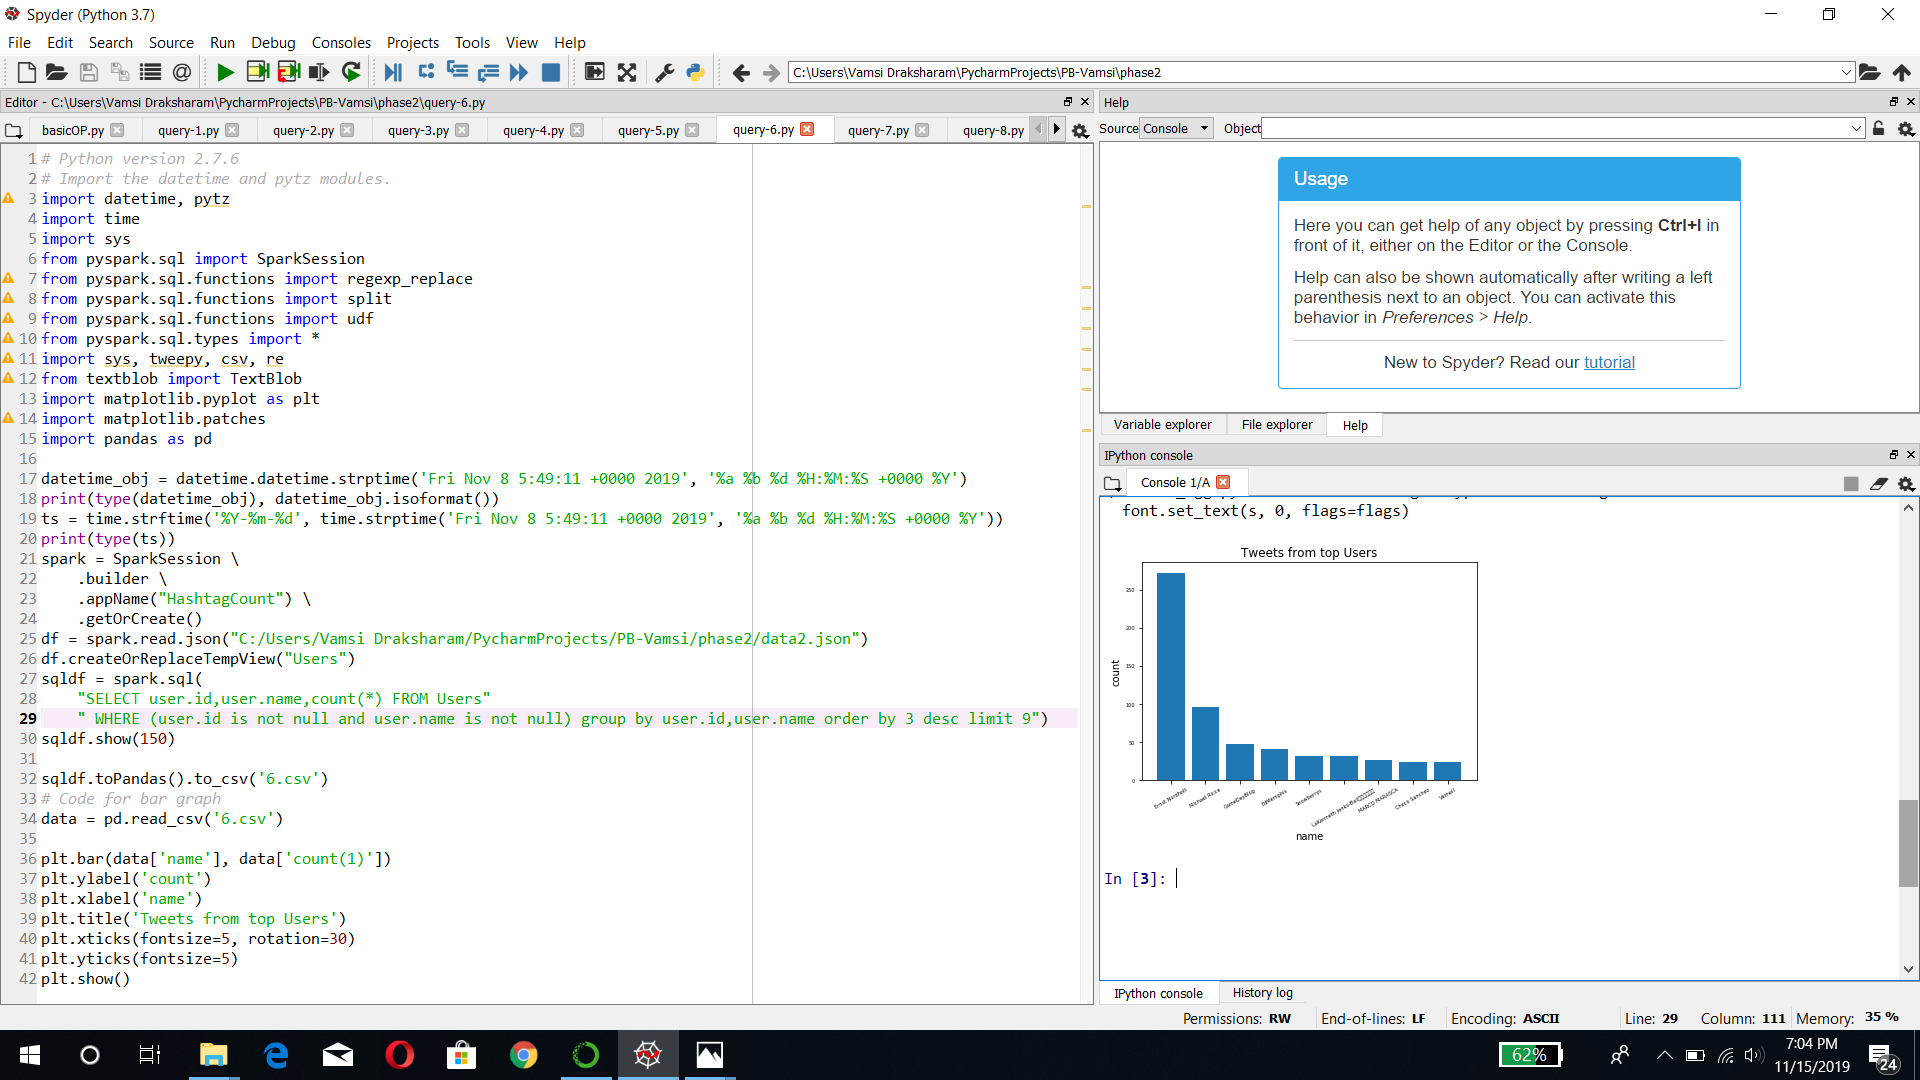 Spyder (Python 3.7)
File Edit Search Source Run Debug Consoles Projects Tools View Help
C:\Users\Vamsi Draksharam\PycharmProjects\PB-Vamsi\phase2
Editor - C:\Users\Vamsi Draksharam\PycharmProjects\PB-Vamsi\phase2\query-6.py
basicOP.py query-1.py query-2.py query-3.py query-4.py query-5.py query-6.py query-7.py query-8.py
1 # Python version 2.7.6
2 # Import the datetime and pytz modules.
3 import datetime, pytz
4 import time
5 import sys
6 from pyspark.sql import SparkSession
7 from pyspark.sql.functions import regexp_replace
8 from pyspark.sql.functions import split
9 from pyspark.sql.functions import udf
10 from pyspark.sql.types import *
11 import sys, tweepy, csv, re
12 from textblob import TextBlob
13 import matplotlib.pyplot as plt
14 import matplotlib.patches
15 import pandas as pd
16
17 datetime_obj = datetime.datetime.strptime('Fri Nov 8 5:49:11 +0000 2019', '%a %b %d %H:%M:%S +0000 %Y')
18 print(type(datetime_obj), datetime_obj.isoformat())
19 ts = time.strftime('%Y-%m-%d', time.strptime('Fri Nov 8 5:49:11 +0000 2019', '%a %b %d %H:%M:%S +0000 %Y'))
20 print(type(ts))
21 spark = SparkSession \
22     .builder \
23     .appName("HashtagCount") \
24     .getOrCreate()
25 df = spark.read.json("C:/Users/Vamsi Draksharam/PycharmProjects/PB-Vamsi/phase2/data2.json")
26 df.createOrReplaceTempView("Users")
27 sqldf = spark.sql(
28     "SELECT user.id,user.name,count(*) FROM Users"
29     " WHERE (user.id is not null and user.name is not null) group by user.id,user.name order by 3 desc limit 9")
30 sqldf.show(150)
31
32 sqldf.toPandas().to_csv('6.csv')
33 # Code for bar graph
34 data = pd.read_csv('6.csv')
35
36 plt.bar(data['name'], data['count(1)'])
37 plt.ylabel('count')
38 plt.xlabel('name')
39 plt.title('Tweets from top Users')
40 plt.xticks(fontsize=5, rotation=30)
41 plt.yticks(fontsize=5)
42 plt.show()
Help
Source Console Object
Usage
Here you can get help of any object by pressing Ctrl+I in
front of it, either on the Editor or the Console.
Help can also be shown automatically after writing a left
parenthesis next to an object. You can activate this
behavior in Preferences > Help.
New to Spyder? Read our tutorial
Variable explorer File explorer Help
IPython console
Console 1/A
font.set_text(s, 0, flags=flags)
Tweets from top Users
count
250
200
150
100
50
0
Michael Rizza GameDayBlog MARCO MARASCA Checo Sánchez
name
In [3]:
IPython console History log
Permissions: RW End-of-lines: LF Encoding: ASCII Line: 29 Column: 111 Memory: 35 %
62%
7:04 PM
11/15/2019
24